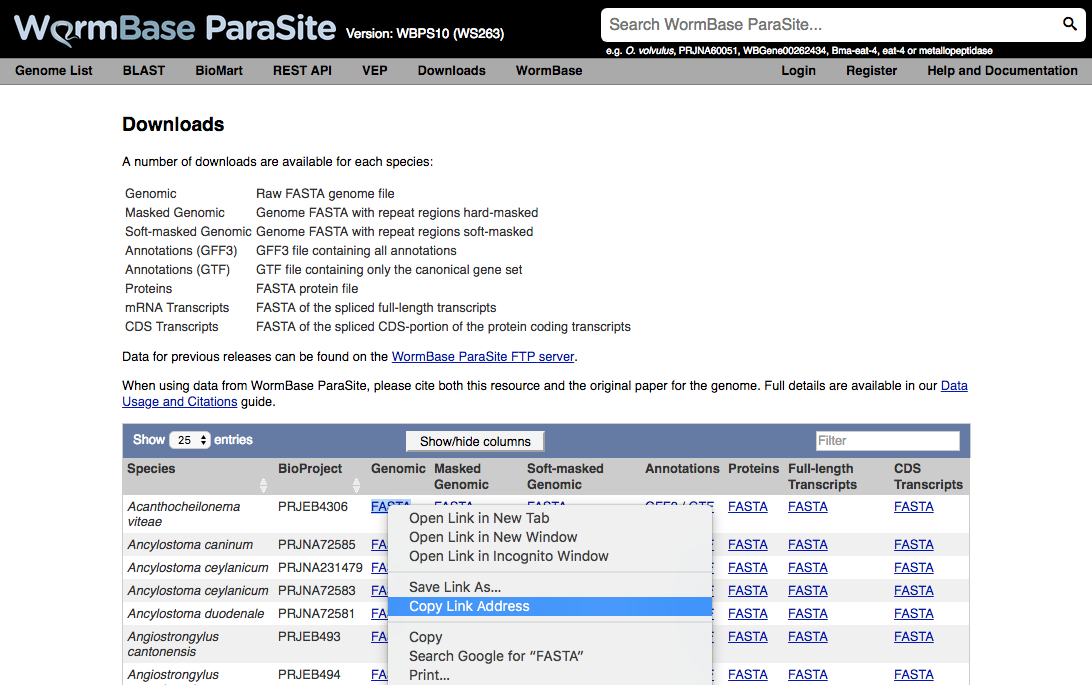 WormBase ParaSite Version: WBPS10 (WS263)
Search WormBase ParaSite...
e.g. O. volvulus, PRJNA60051, WBGene00262434, Bma-eat-4, eat-4 or metallopeptidase
Genome List BLAST BioMart REST API VEP Downloads WormBase Login Register Help and Documentation
Downloads
A number of downloads are available for each species:
Genomic Raw FASTA genome file
Masked Genomic Genome FASTA with repeat regions hard-masked
Soft-masked Genomic Genome FASTA with repeat regions soft-masked
Annotations (GFF3) GFF3 file containing all annotations
Annotations (GTF) GTF file containing only the canonical gene set
Proteins FASTA protein file
mRNA Transcripts FASTA of the spliced full-length transcripts
CDS Transcripts FASTA of the spliced CDS-portion of the protein coding transcripts
Data for previous releases can be found on the WormBase ParaSite FTP server.
When using data from WormBase ParaSite, please cite both this resource and the original paper for the genome. Full details are available in our Data
Usage and Citations guide.
Show 25 entries Show/hide columns Filter
Species BioProject Genomic Masked Soft-masked Annotations Proteins Full-length CDS
Genomic Genomic Transcripts Transcripts
Acanthocheilonema PRJEB4306 FASTA FASTA FASTA GFF3 / GTF FASTA FASTA FASTA
viteae
Ancylostoma caninum PRJNA72585 FA FASTA FASTA FASTA
Ancylostoma ceylanicum PRJNA231479 FA FASTA FASTA FASTA
Ancylostoma ceylanicum PRJNA72583 FA FASTA FASTA FASTA
Ancylostoma duodenale PRJNA72581 FA FASTA FASTA FASTA
Angiostrongylus PRJEB493 FA FASTA FASTA FASTA
cantonensis
Angiostrongylus PRJEB494 FA FASTA FASTA FASTA
Open Link in New Tab
Open Link in New Window
Open Link in Incognito Window
Save Link As...
Copy Link Address
Copy
Search Google for “FASTA”
Print...